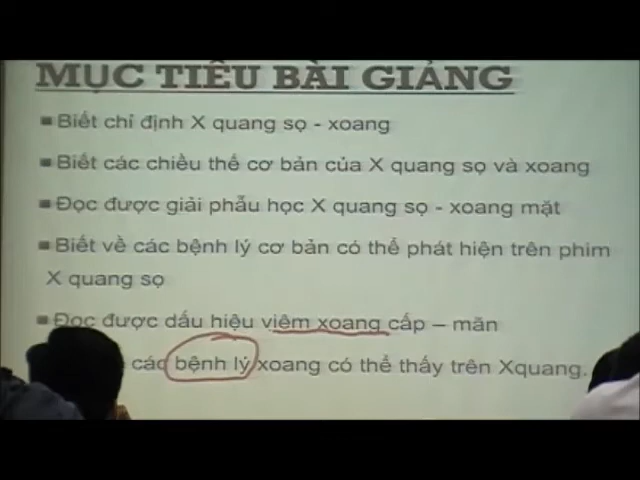 MỤC TIÊU BÀI GIẢNG
Biết chỉ định X quang sọ - xoang
Biết các chiều thế cơ bản của X quang sọ và xoang
Đọc được giải phẫu học X quang sọ - xoang mặt
Biết về các bệnh lý cơ bản có thể phát hiện trên phim
X quang sọ
Đọc được dấu hiệu viêm xoang cấp – mãn
các bệnh lý xoang có thể thấy trên Xquang.